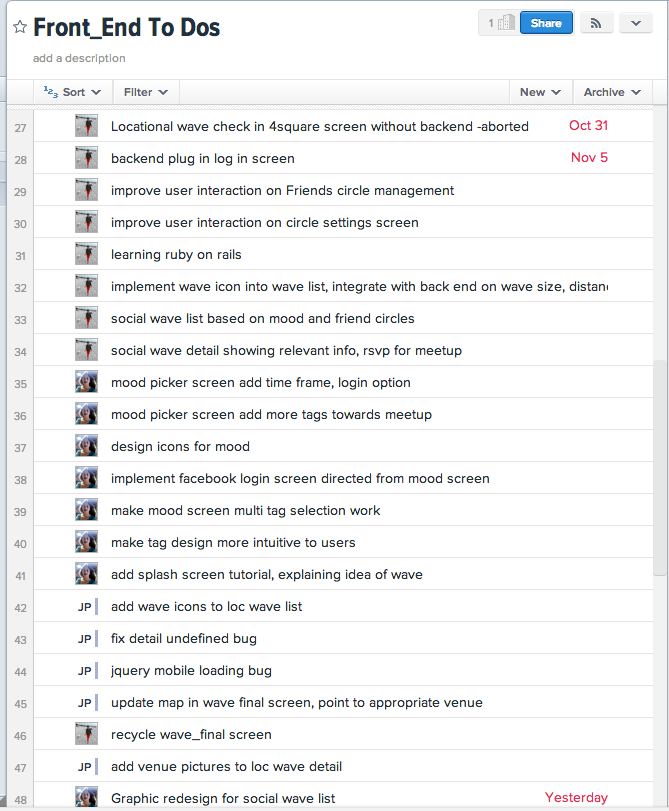 Front_End To Dos
1
Share
add a description
123 Sort
Filter
New
Archive
27 Locational wave check in 4square screen without backend -aborted Oct 31
28 backend plug in log in screen Nov 5
29 improve user interaction on Friends circle management
30 improve user interaction on circle settings screen
31 learning ruby on rails
32 implement wave icon into wave list, integrate with back end on wave size, distan
33 social wave list based on mood and friend circles
34 social wave detail showing relevant info, rsvp for meetup
35 mood picker screen add time frame, login option
36 mood picker screen add more tags towards meetup
37 design icons for mood
38 implement facebook login screen directed from mood screen
39 make mood screen multi tag selection work
40 make tag design more intuitive to users
41 add splash screen tutorial, explaining idea of wave
42 JP add wave icons to loc wave list
43 JP fix detail undefined bug
44 JP jquery mobile loading bug
45 JP update map in wave final screen, point to appropriate venue
46 recycle wave_final screen
47 JP add venue pictures to loc wave detail
48 Graphic redesign for social wave list Yesterday